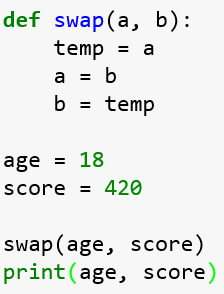 def swap(a, b):
    temp = a
    a = b
    b = temp

age = 18
score = 420

swap(age, score)
print(age, score)